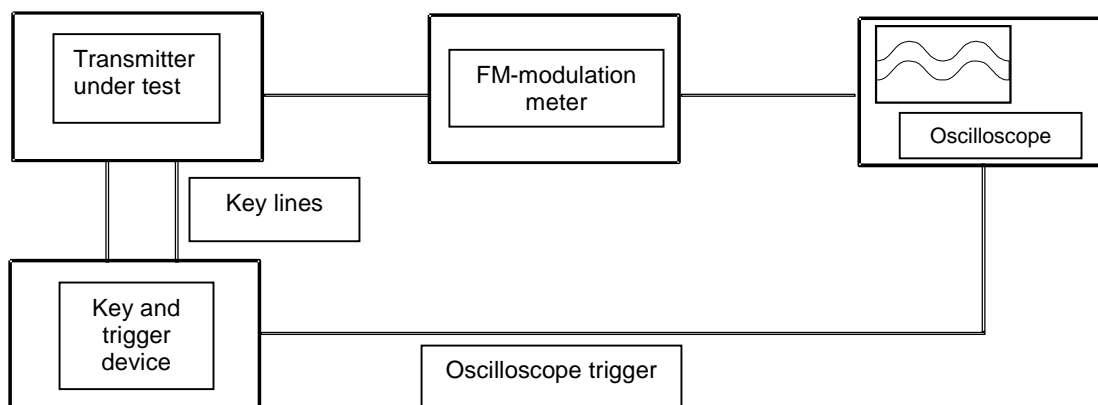 Transmitter
under test
FM-modulation
meter
Oscilloscope
Key lines
Key and
trigger
device
Oscilloscope trigger